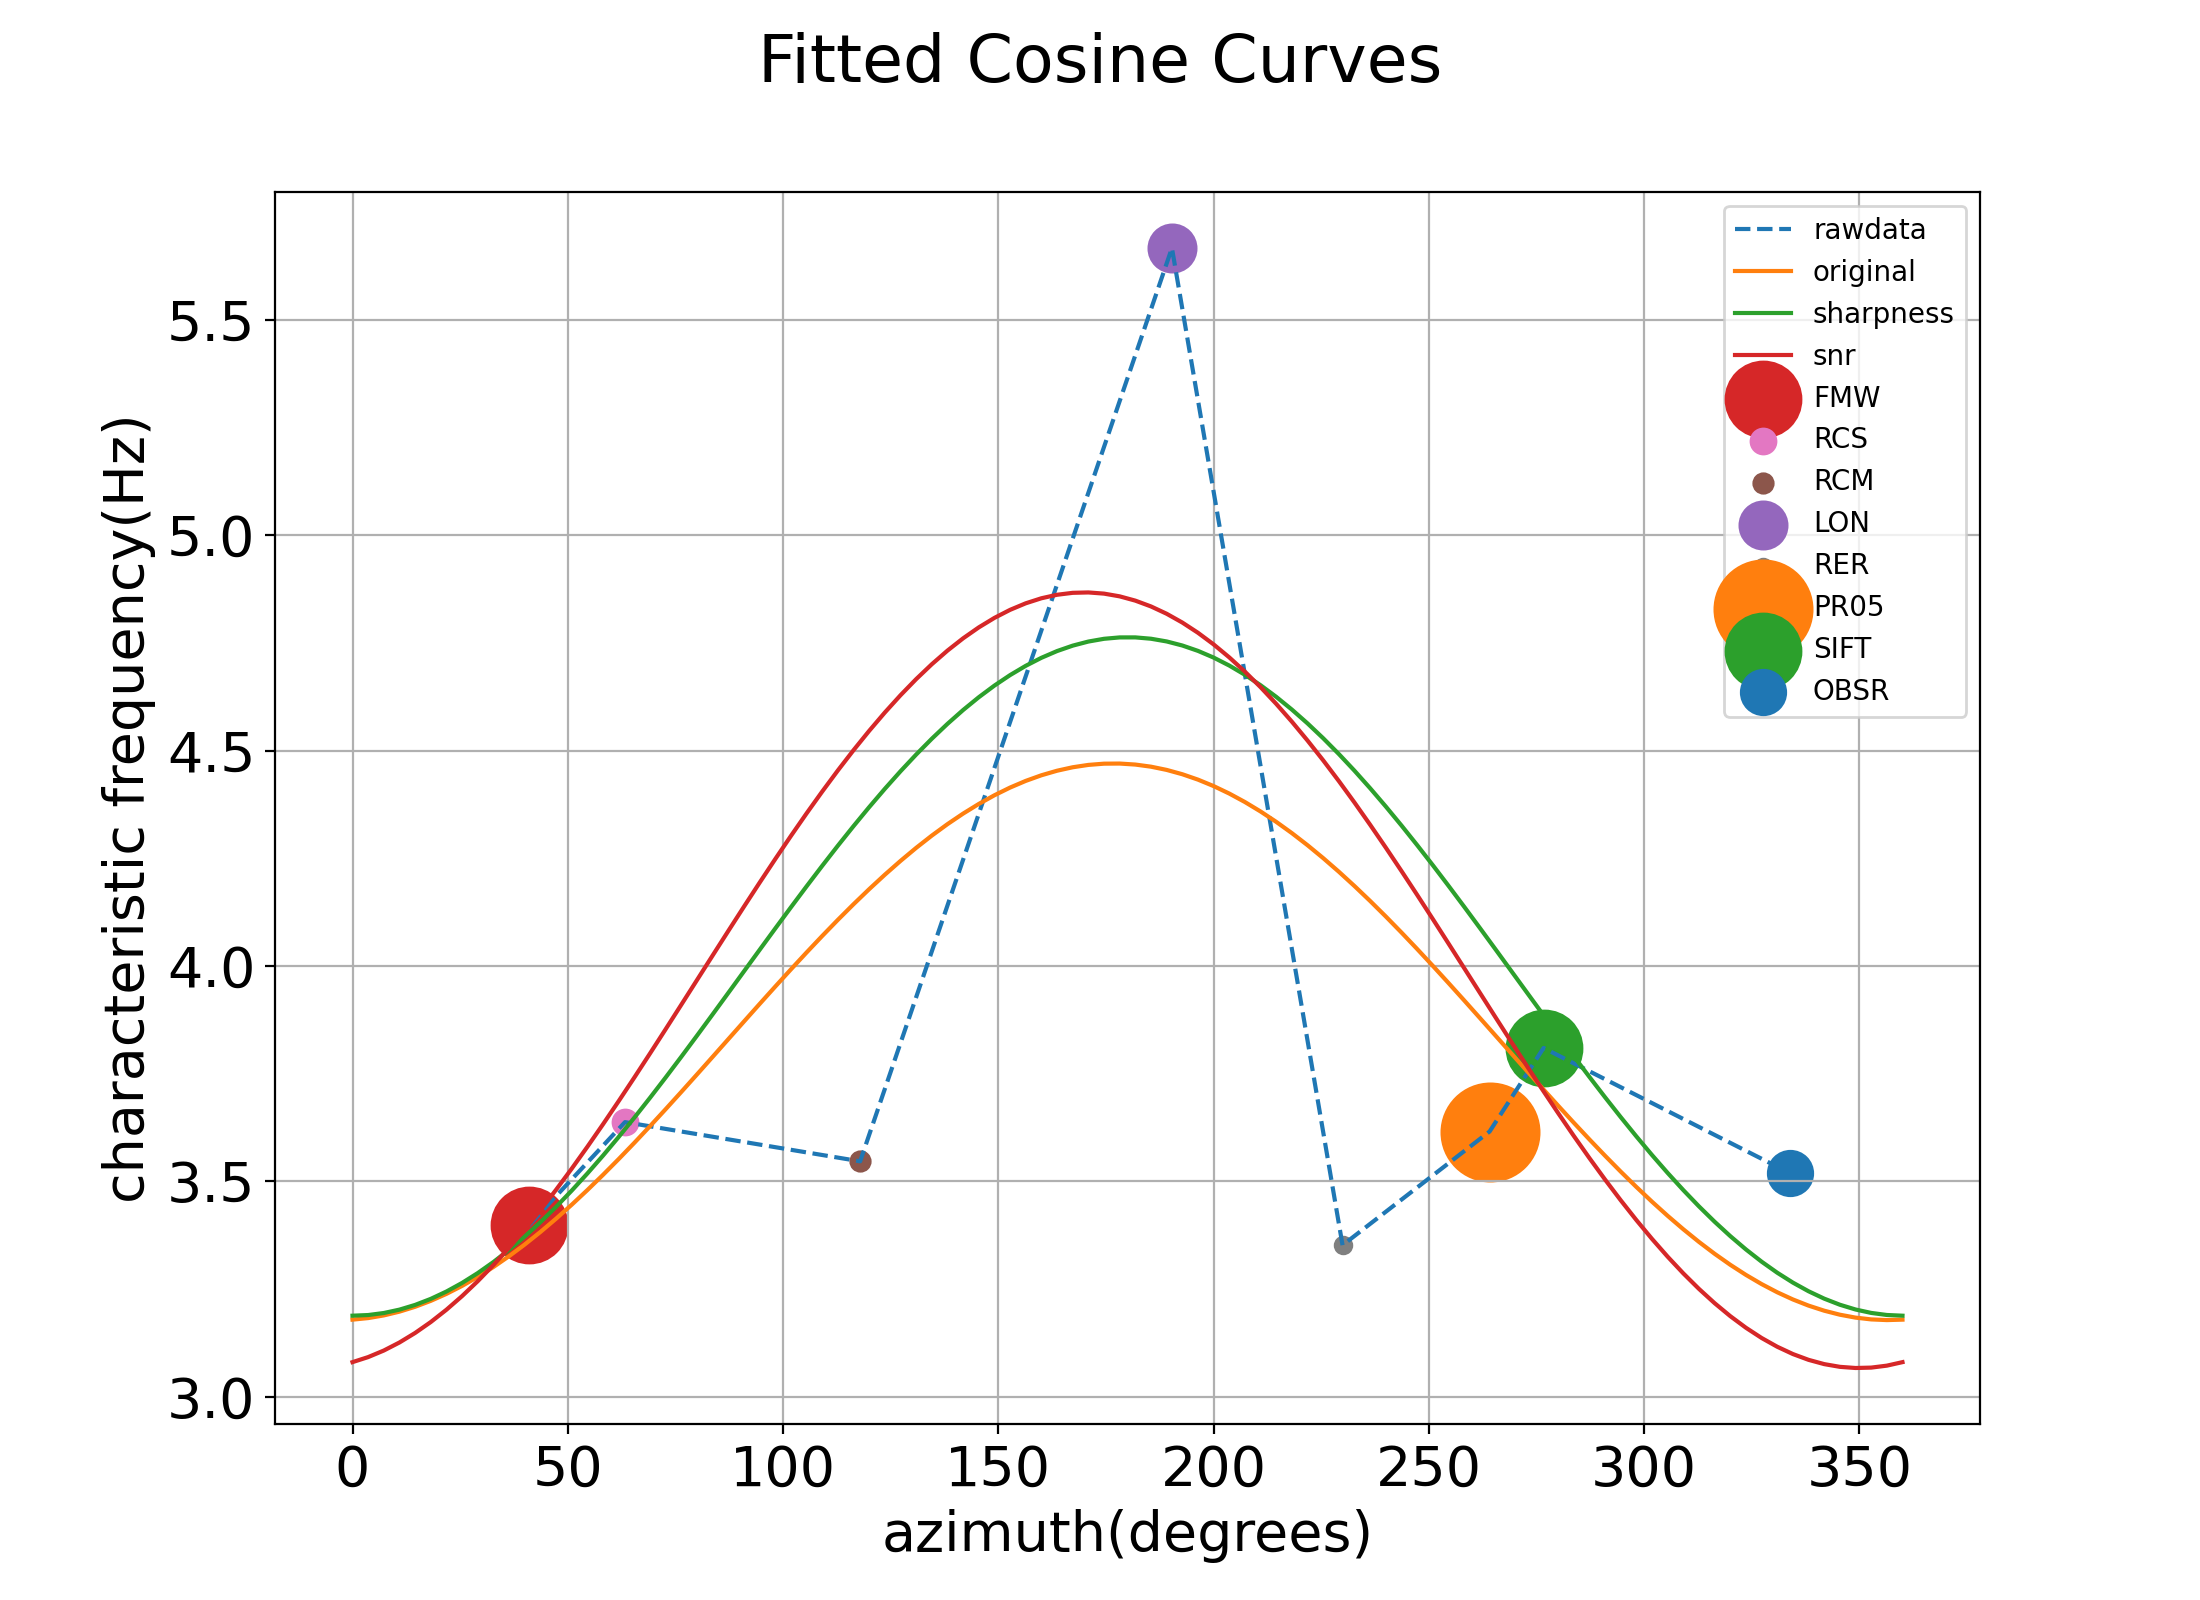 Fitted Cosine Curves
characteristic frequency(Hz)
5.5
5.0
4.5
4.0
3.5
3.0
rawdata
original
sharpness
snr
FMW
RCS
RCM
LON
RER
PR05
SIFT
OBSR
0 50 100 150 200 250 300 350
azimuth(degrees)